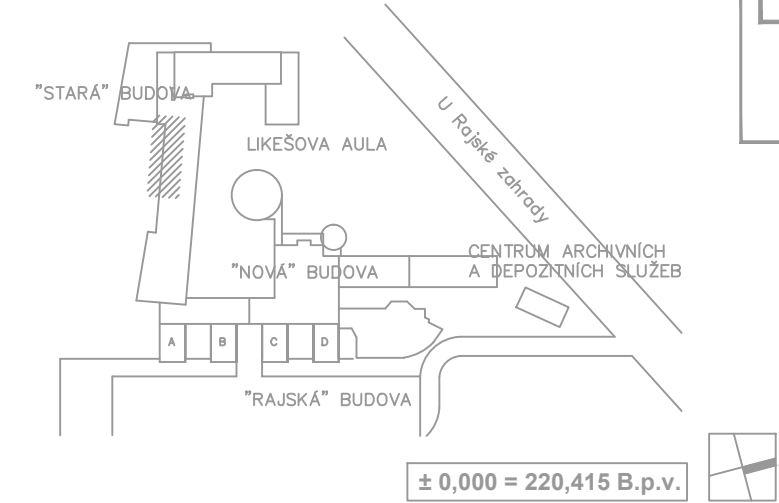 "STARÁ" BUDOVA
LIKEŠOVA AULA
U Rajské zahrady
CENTRUM ARCHIVNÍCH
A DEPOZITNÍCH SLUŽEB
"NOVÁ" BUDOVA
A B C D
"RAJSKÁ" BUDOVA
± 0,000 = 220,415 B.p.v.